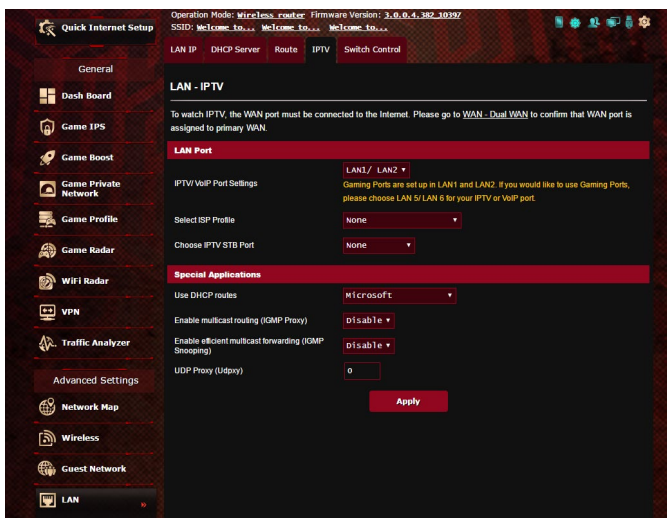 Quick Internet Setup
Operation Mode: Wireless router Firmware Version: 3.0.0.4.382_10397
SSID: Welcome to... Welcome to... Welcome to...
LAN IP DHCP Server Route IPTV Switch Control
General
Dash Board
Game IPS
Game Boost
Game Private
Network
Game Profile
Game Radar
WiFi Radar
VPN
Traffic Analyzer
Advanced Settings
Network Map
Wireless
Guest Network
LAN
LAN - IPTV
To watch IPTV, the WAN port must be connected to the Internet. Please go to WAN - Dual WAN to confirm that WAN port is
assigned to primary WAN.
LAN Port
IPTV/ VoIP Port Settings LAN1/ LAN2
Gaming Ports are set up in LAN1 and LAN2. If you would like to use Gaming Ports,
please choose LAN 5/ LAN 6 for your IPTV or VoIP port.
Select ISP Profile None
Choose IPTV STB Port None
Special Applications
Use DHCP routes Microsoft
Enable multicast routing (IGMP Proxy) Disable
Enable efficient multicast forwarding (IGMP
Snooping) Disable
UDP Proxy (Udpxy) 0
Apply